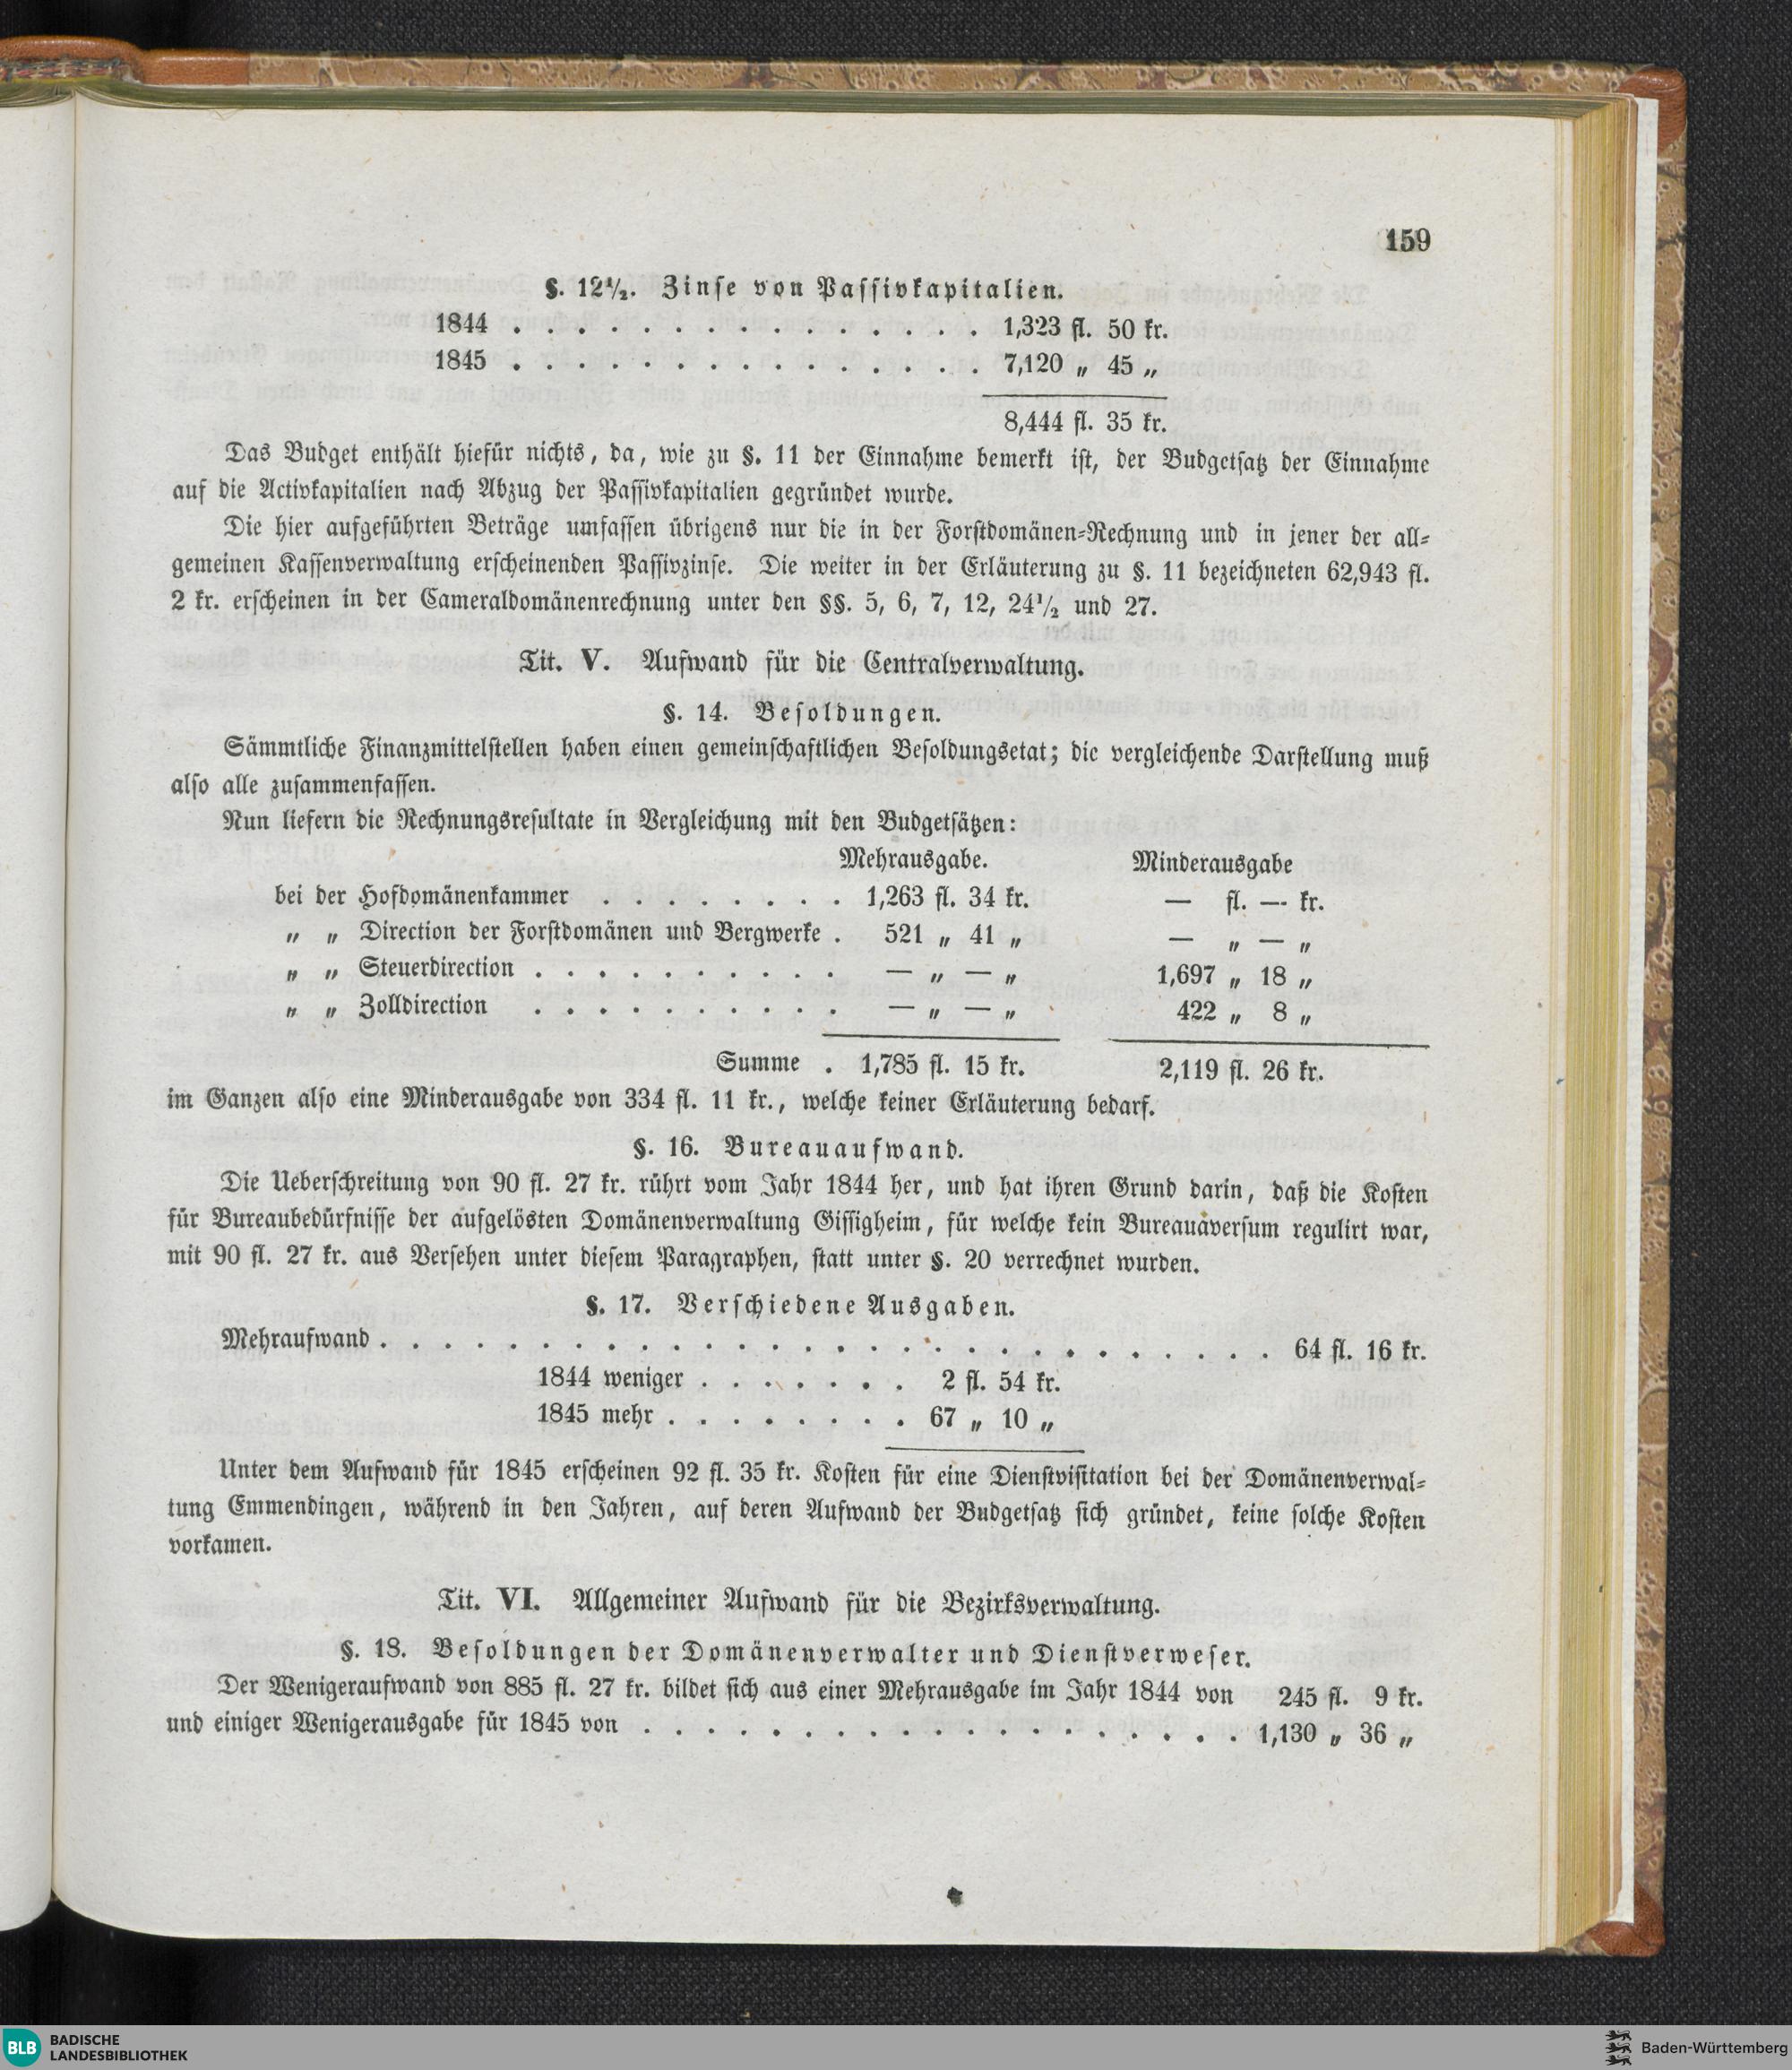 159
§. 12½. Zinse von Passivkapitalien.
1844 . . . . . . . . . . . . . . . 1,323 fl. 50 kr.
1845 . . . . . . . . . . . . . . . 7,120 „ 45 „
8,444 fl. 35 kr.
Das Budget enthält hiefür nichts, da, wie zu §. 11 der Einnahme bemerkt ist, der Budgetsatz der Einnahme
auf die Activkapitalien nach Abzug der Passivkapitalien gegründet wurde.
Die hier aufgeführten Beträge umfassen übrigens nur die in der Forstdomänen-Rechnung und in jener der all-
gemeinen Kassenverwaltung erscheinenden Passivzinse. Die weiter in der Erläuterung zu §. 11 bezeichneten 62,943 fl.
2 kr. erscheinen in der Cameraldomänenrechnung unter den §§. 5, 6, 7, 12, 24½ und 27.
Tit. V. Aufwand für die Centralverwaltung.
§. 14. Besoldungen.
Sämmtliche Finanzmittelstellen haben einen gemeinschaftlichen Besoldungsetat; die vergleichende Darstellung muß
also alle zusammenfassen.
Nun liefern die Rechnungsresultate in Vergleichung mit den Budgetsätzen:
Mehrausgabe. Minderausgabe
bei der Hofdomänenkammer . . . . . . . . 1,263 fl. 34 kr. — fl. — kr.
„ „ Direction der Forstdomänen und Bergwerke . 521 „ 41 „ — „ — „
„ „ Steuerdirection . . . . . . . . . . — „ — „ 1,697 „ 18 „
„ „ Zolldirection . . . . . . . . . . — „ — „ 422 „ 8 „
Summe . 1,785 fl. 15 kr. 2,119 fl. 26 kr.
im Ganzen also eine Minderausgabe von 334 fl. 11 kr., welche keiner Erläuterung bedarf.
§. 16. Bureauaufwand.
Die Ueberschreitung von 90 fl. 27 kr. rührt vom Jahr 1844 her, und hat ihren Grund darin, daß die Kosten
für Bureaubedürfnisse der aufgelösten Domänenverwaltung Gissigheim, für welche kein Bureauaversum regulirt war,
mit 90 fl. 27 kr. aus Versehen unter diesem Paragraphen, statt unter §. 20 verrechnet wurden.
§. 17. Verschiedene Ausgaben.
Mehraufwand . . . . . . . . . . . . . . . . . . . . . . . . . . . . 64 fl. 16 kr.
1844 weniger . . . . . . . 2 fl. 54 kr.
1845 mehr . . . . . . . . 67 „ 10 „
Unter dem Aufwand für 1845 erscheinen 92 fl. 35 kr. Kosten für eine Dienstvisitation bei der Domänenverwal-
tung Emmendingen, während in den Jahren, auf deren Aufwand der Budgetsatz sich gründet, keine solche Kosten
vorkamen.
Tit. VI. Allgemeiner Aufwand für die Bezirksverwaltung.
§. 18. Besoldungen der Domänenverwalter und Dienstverweser.
Der Wenigeraufwand von 885 fl. 27 kr. bildet sich aus einer Mehrausgabe im Jahr 1844 von 245 fl. 9 kr.
und einiger Wenigerausgabe für 1845 von . . . . . . . . . . . . . . . . . . . 1,130 „ 36 „
BLB BADISCHE
LANDESBIBLIOTHEK
Baden-Württemberg